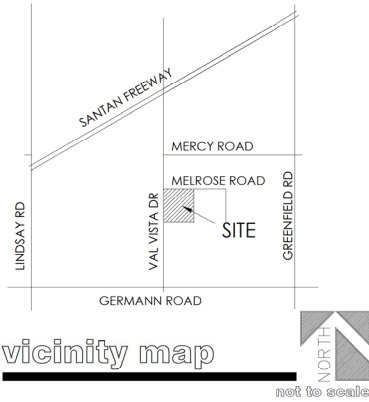 SANTAN FREEWAY
MERCY ROAD
MELROSE ROAD
LINDSAY RD
VAL VISTA DR
GREENFIELD RD
SITE
GERMANN ROAD
vicinity map
NORTH
not to scale